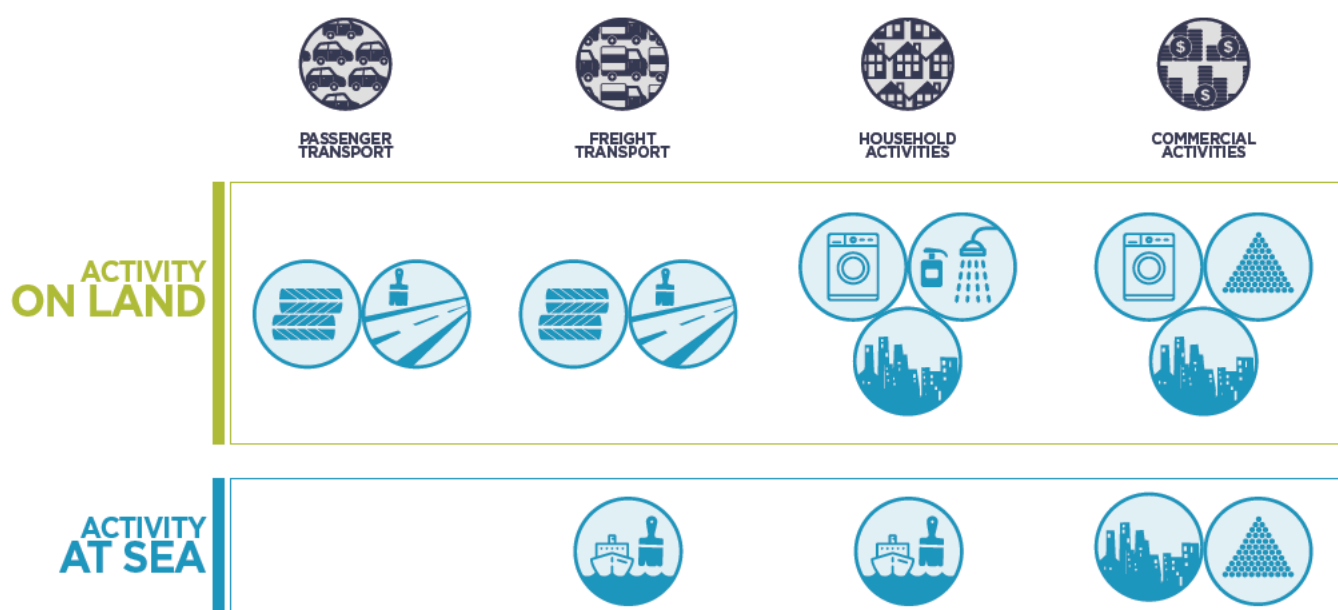 $ $
$
PASSENGER
TRANSPORT
FREIGHT
TRANSPORT
HOUSEHOLD
ACTIVITIES
COMMERCIAL
ACTIVITIES
ACTIVITY
ON LAND
ACTIVITY
AT SEA